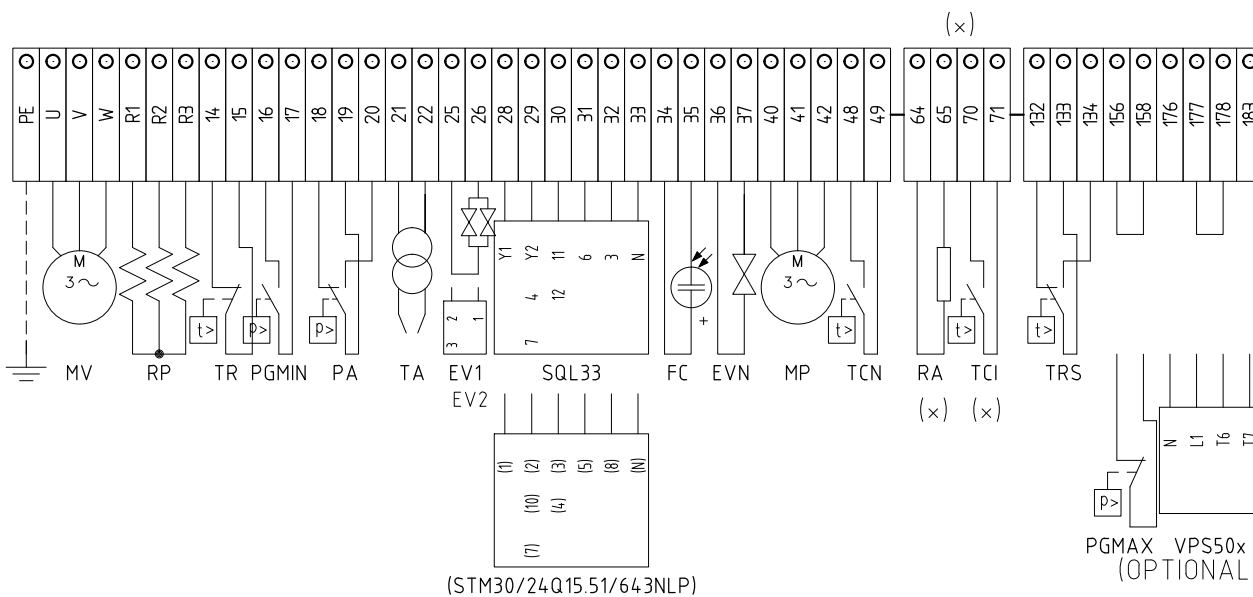 (x)
PE U V W R1 R2 R3 14 15 16 17 18 19 20 21 22 25 26 28 29 30 31 32 33 34 35 36 37 40 41 42 48 49 64 65 70 71 132 133 134 156 158 176 177 178 183
M
3~
M
3~
Y1 Y2 11 6 3 N
4 12
7
2 1
3
+
t> p> p> t> t> t>
MV RP TR PGMIN PA TA EV1 SQL33 FC EVN MP TCN RA TCI TRS
EV2
(x) (x)
(1) (2) (3) (5) (8) (N)
(10) (4)
(7)
N L1 T6 T7
p>
PGMAX VPS50x
(STM30/24Q15.51/643NLP)
(OPTIONAL